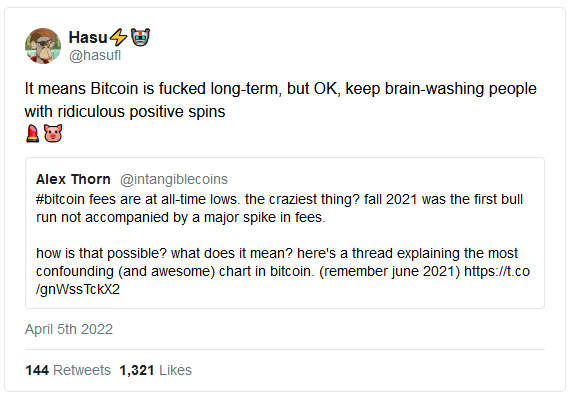 Hasu⚡🤖
@hasufl
It means Bitcoin is fucked long-term, but OK, keep brain-washing people
with ridiculous positive spins
💄🐷
Alex Thorn @intangiblecoins
#bitcoin fees are at all-time lows. the craziest thing? fall 2021 was the first bull
run not accompanied by a major spike in fees.
how is that possible? what does it mean? here's a thread explaining the most
confounding (and awesome) chart in bitcoin. (remember june 2021) https://t.co
/gnWssTckX2
April 5th 2022
144 Retweets 1,321 Likes